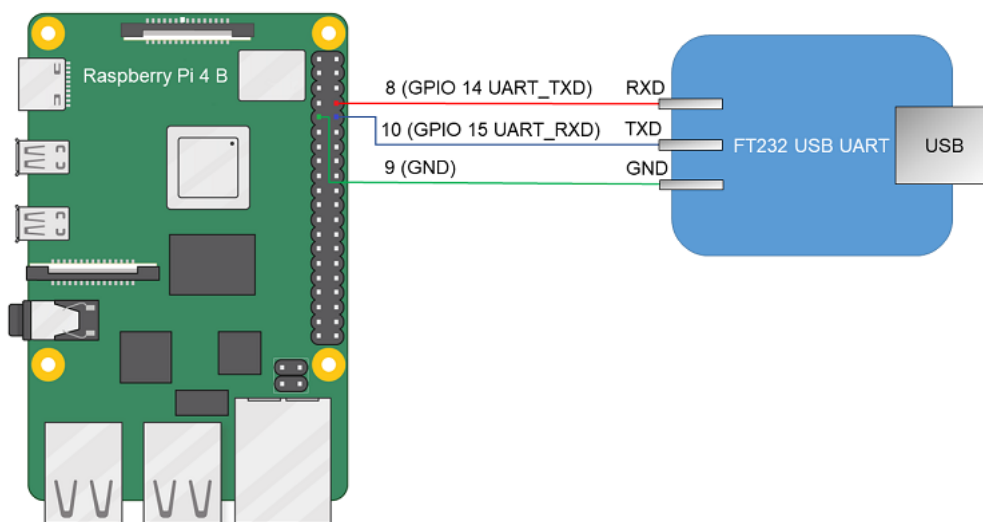 Raspberry Pi 4 B
8 (GPIO 14 UART_TXD) RXD
10 (GPIO 15 UART_RXD) TXD
9 (GND) GND
FT232 USB UART
USB